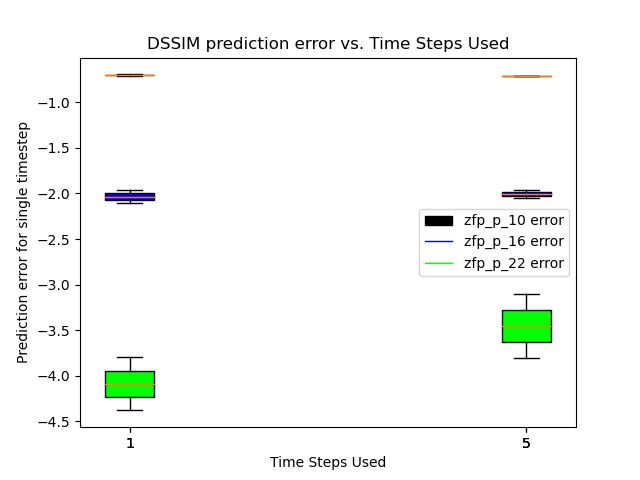 DSSIM prediction error vs. Time Steps Used
Prediction error for single timestep
−1.0
−1.5
−2.0
−2.5
−3.0
−3.5
−4.0
−4.5
zfp_p_10 error
zfp_p_16 error
zfp_p_22 error
1
5
Time Steps Used